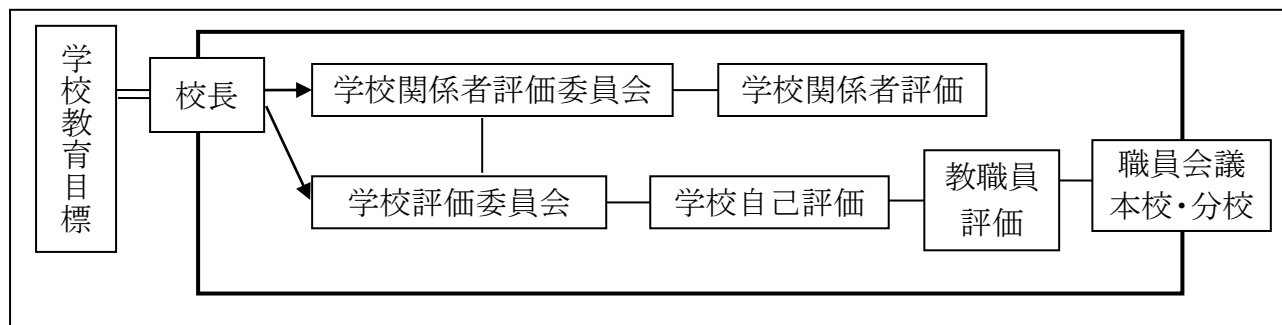 学校教育目標
校長
学校関係者評価委員会
学校関係者評価
学校評価委員会
学校自己評価
教職員
評価
職員会議
本校・分校